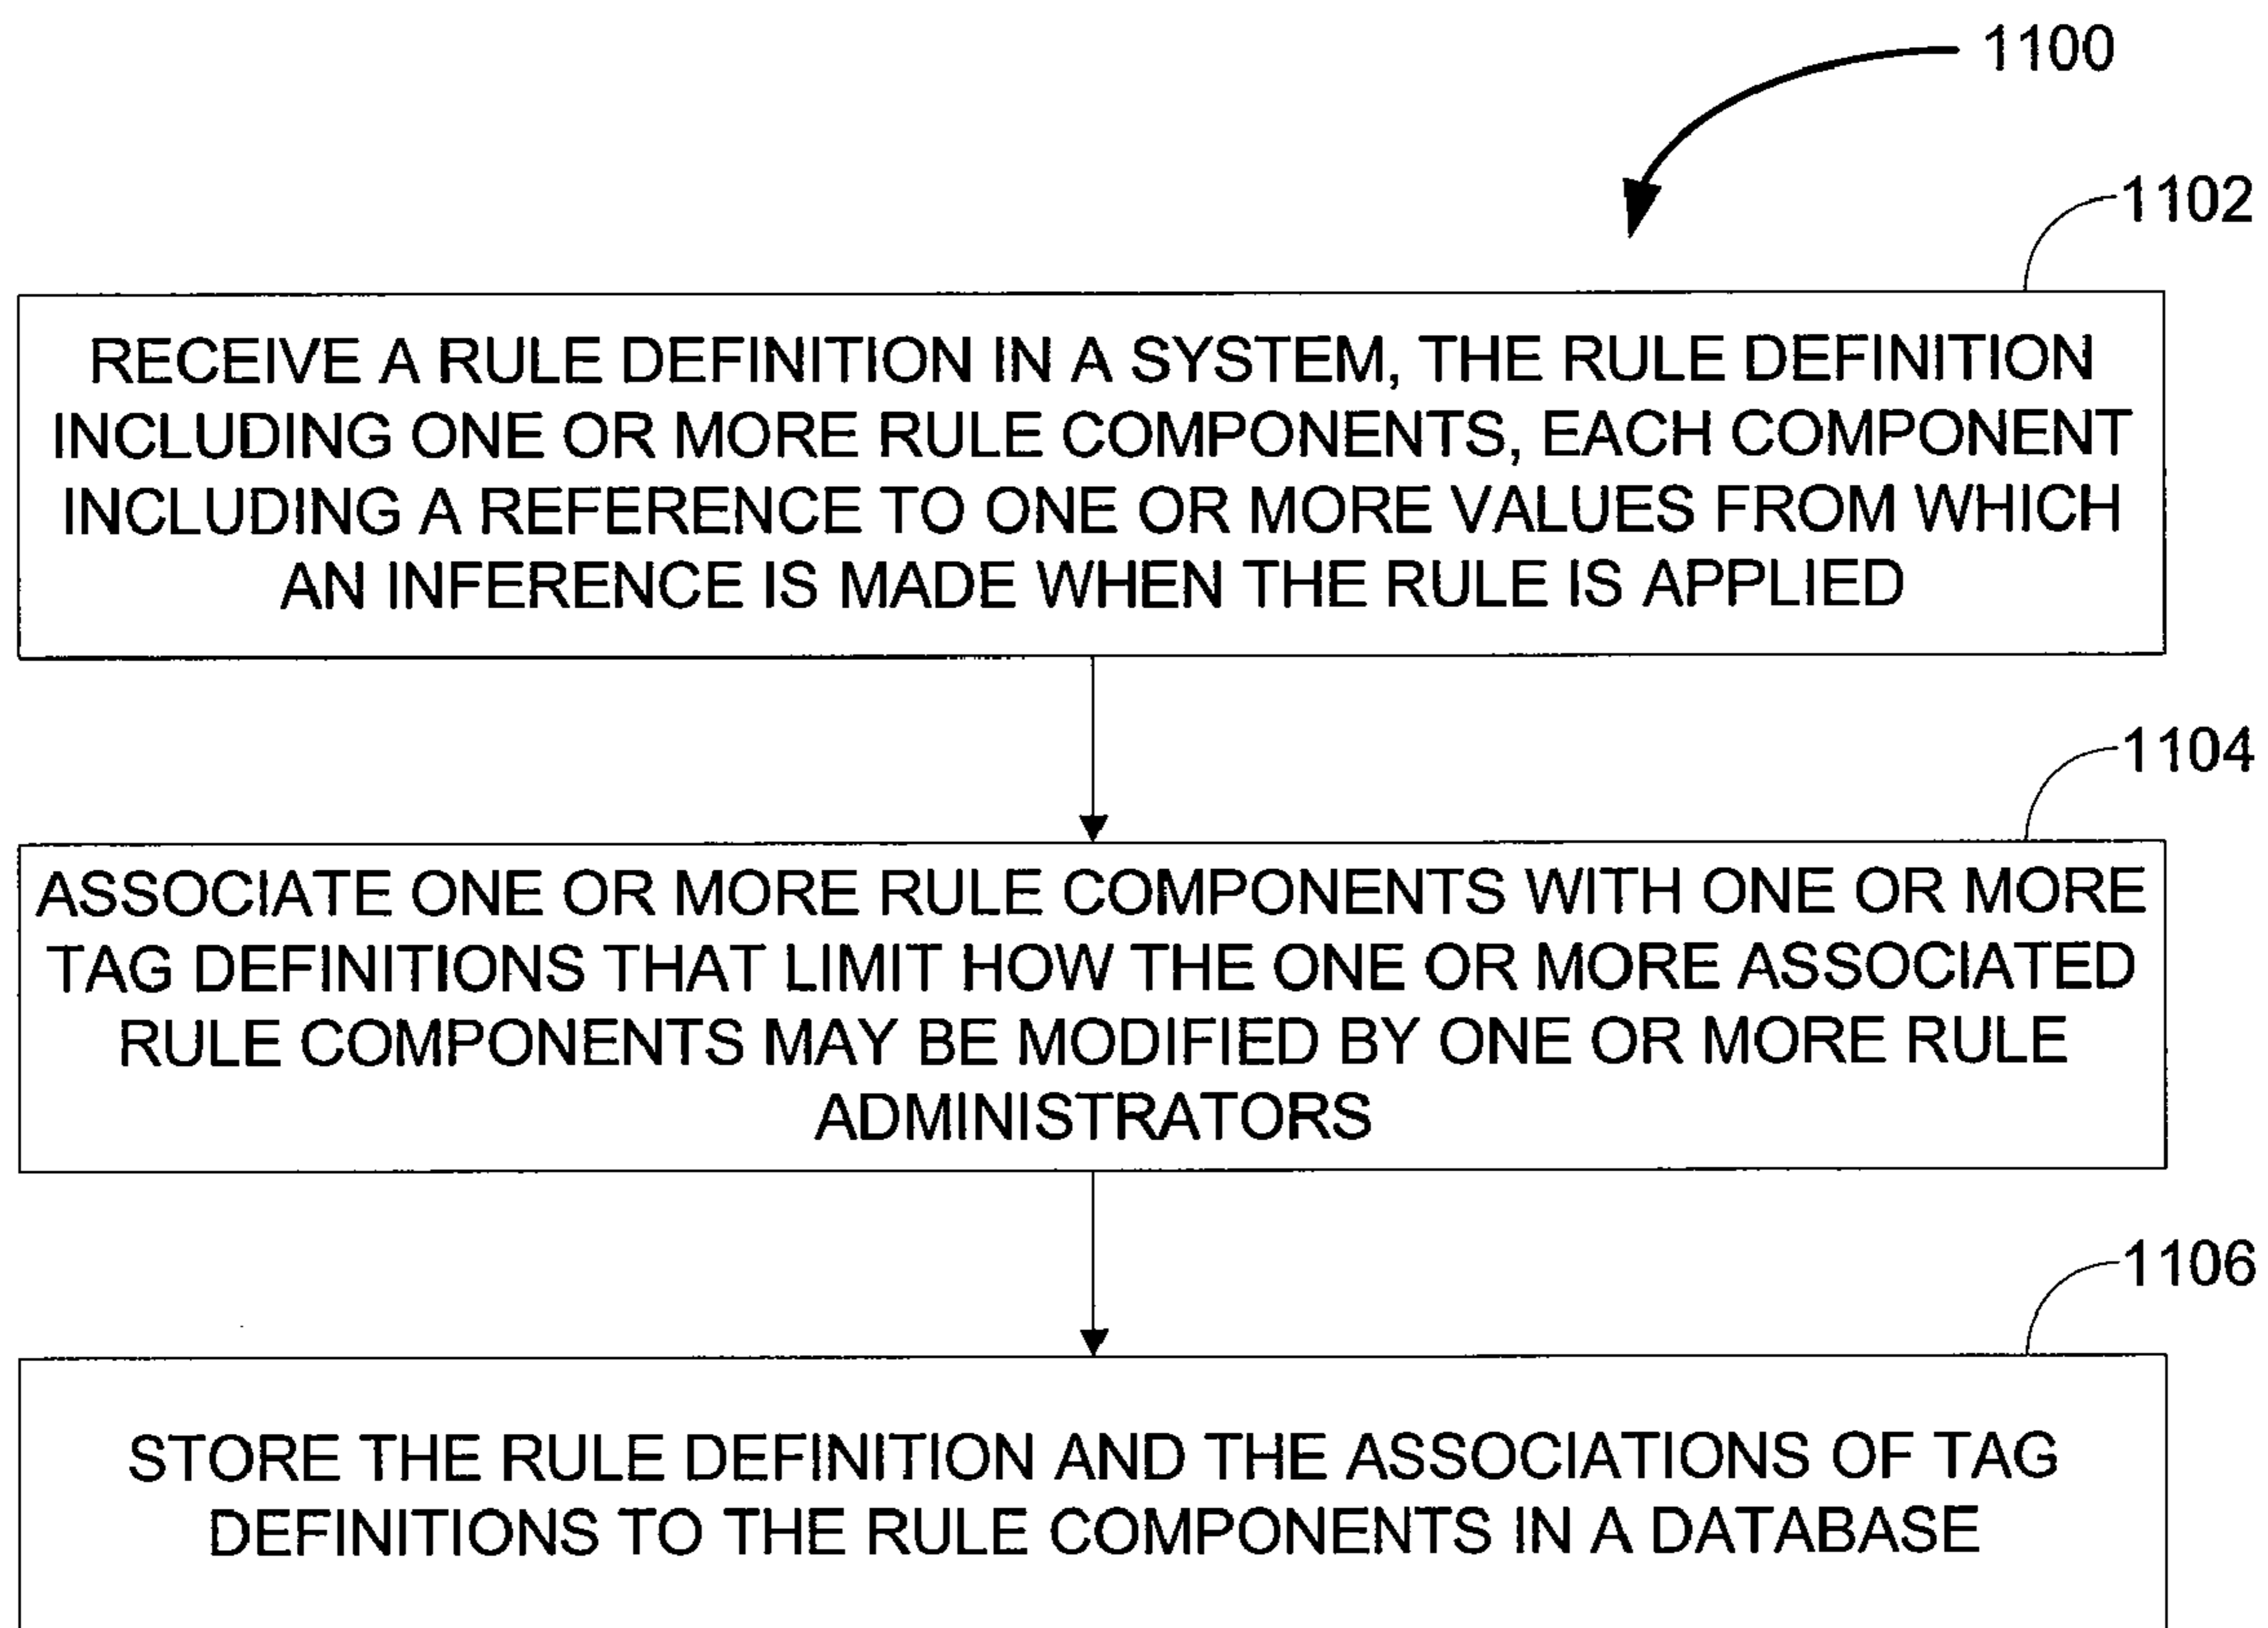 1100
1102
RECEIVE A RULE DEFINITION IN A SYSTEM, THE RULE DEFINITION
INCLUDING ONE OR MORE RULE COMPONENTS, EACH COMPONENT
INCLUDING A REFERENCE TO ONE OR MORE VALUES FROM WHICH
AN INFERENCE IS MADE WHEN THE RULE IS APPLIED
1104
ASSOCIATE ONE OR MORE RULE COMPONENTS WITH ONE OR MORE
TAG DEFINITIONS THAT LIMIT HOW THE ONE OR MORE ASSOCIATED
RULE COMPONENTS MAY BE MODIFIED BY ONE OR MORE RULE
ADMINISTRATORS
1106
STORE THE RULE DEFINITION AND THE ASSOCIATIONS OF TAG
DEFINITIONS TO THE RULE COMPONENTS IN A DATABASE